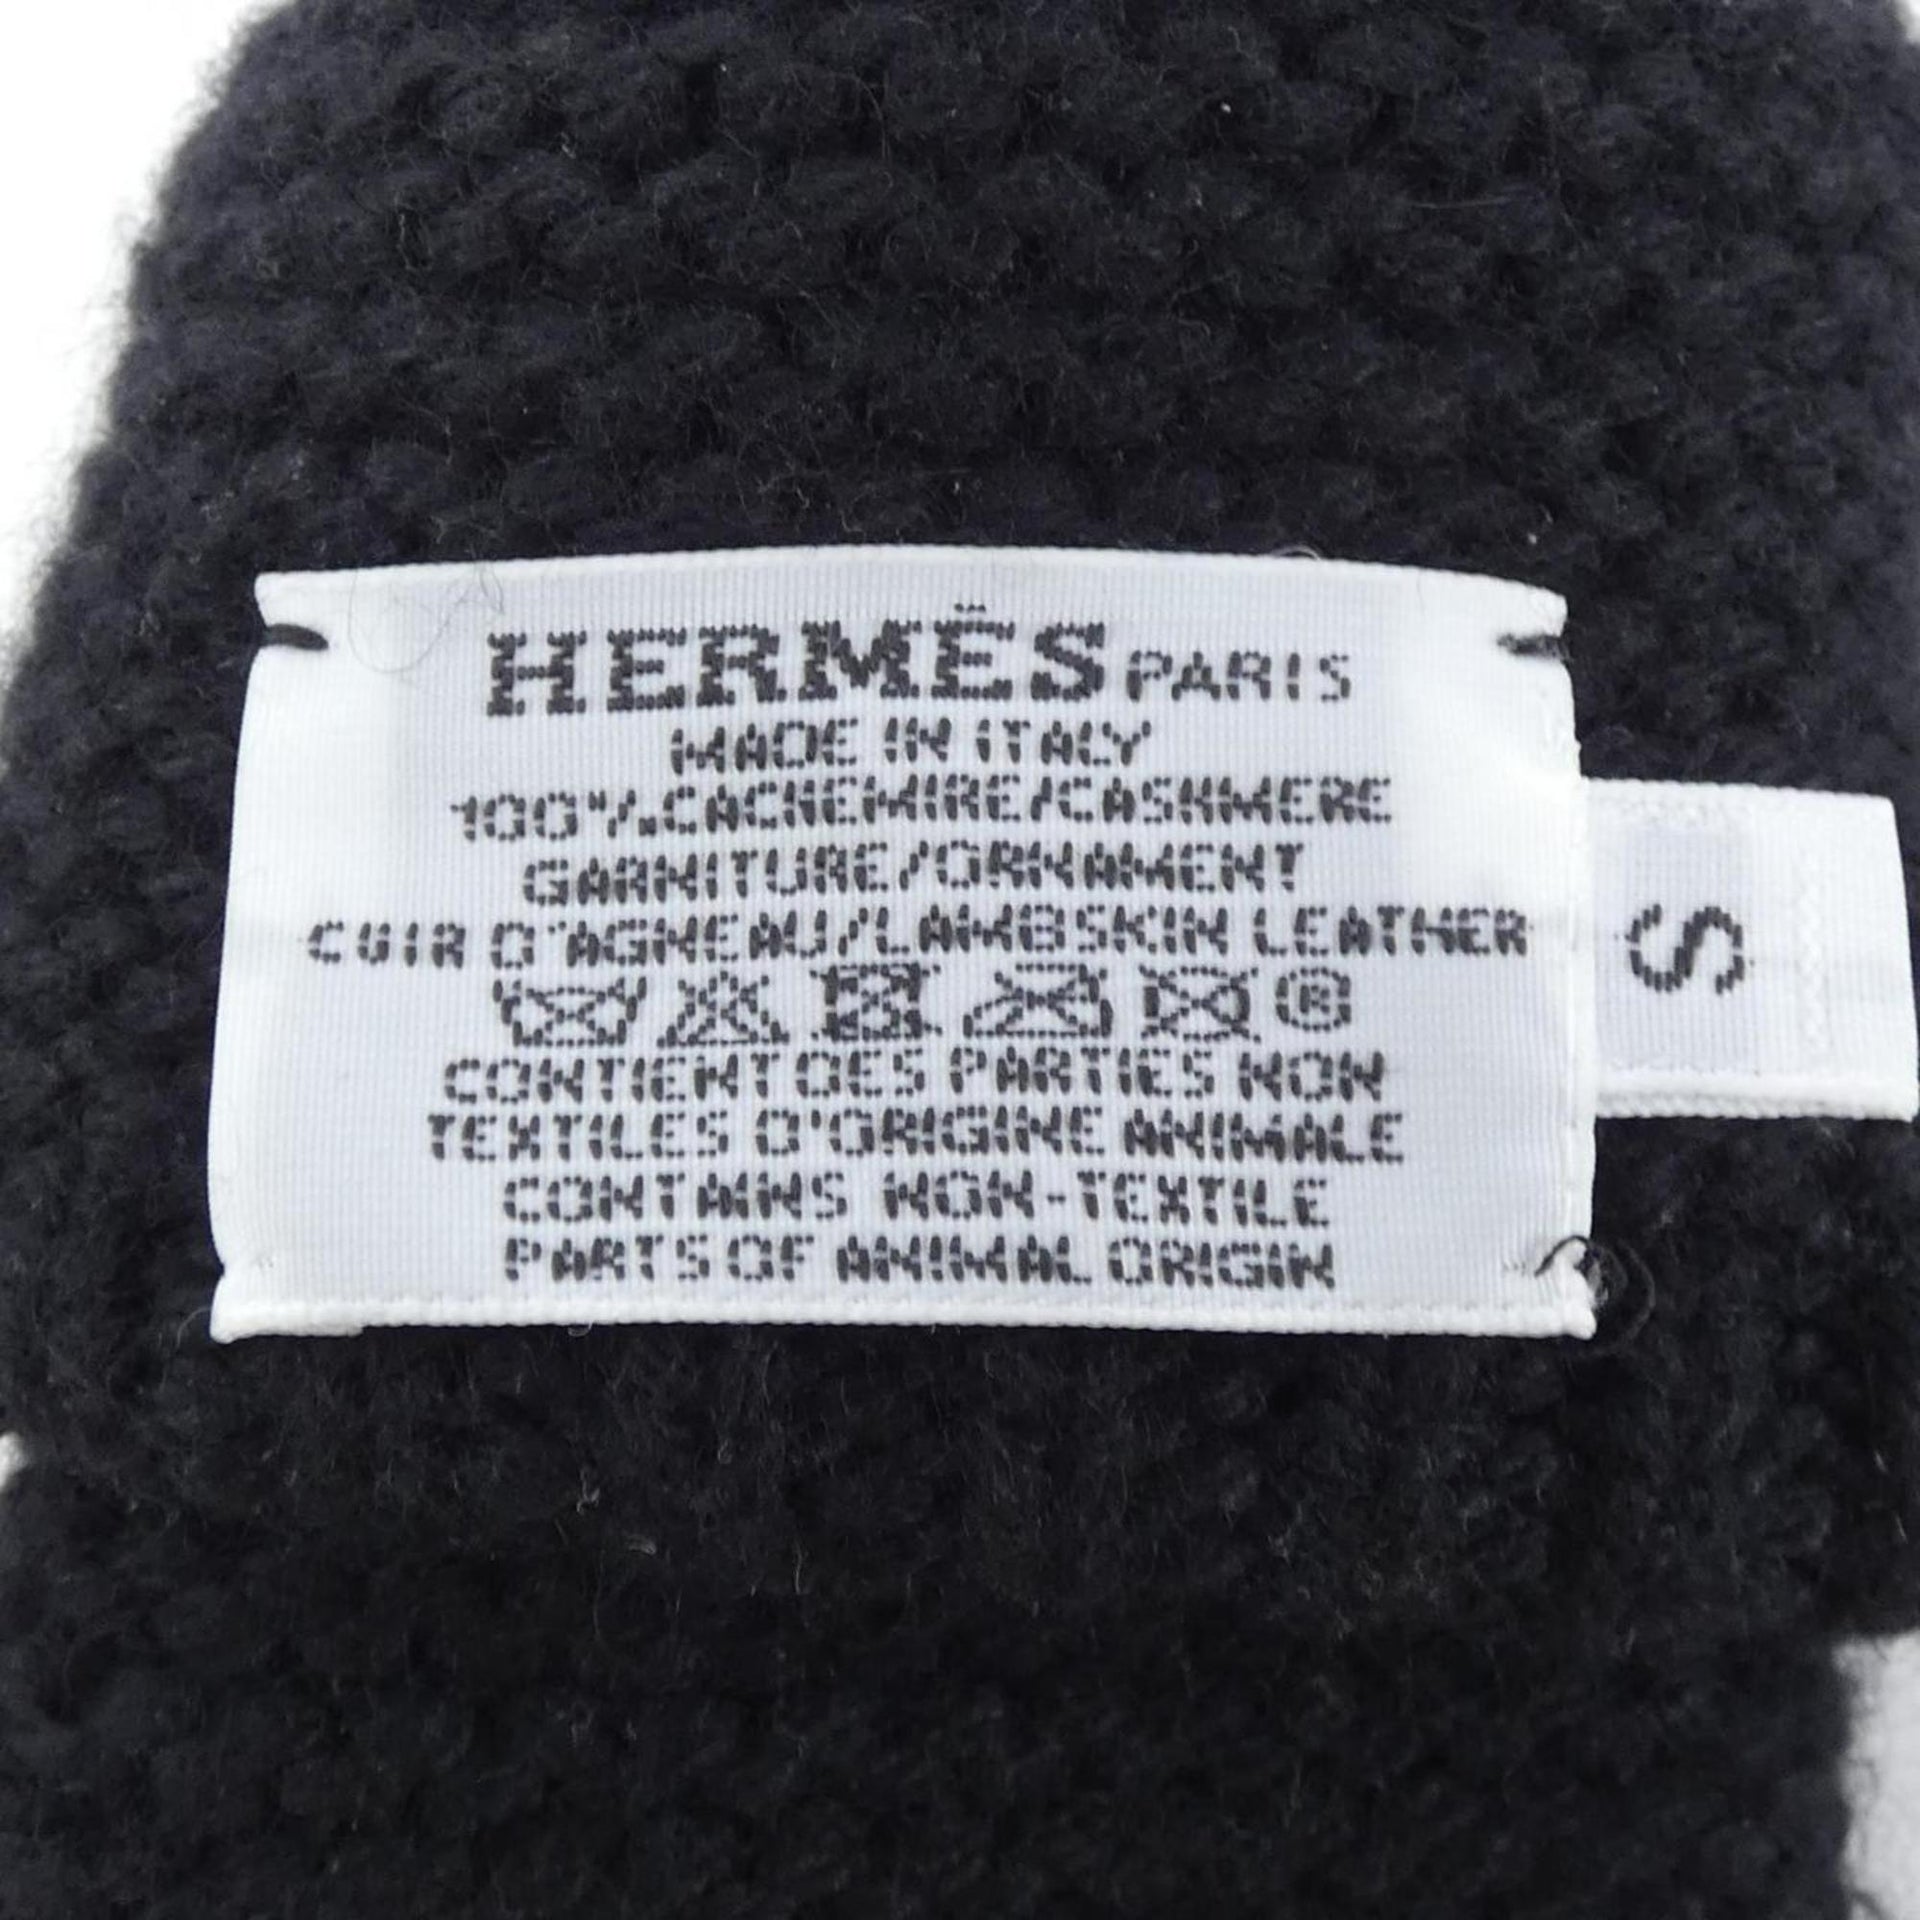 HERMÈS PARIS
MADE IN ITALY
100% CACHEMIRE/CASHMERE
GARNITURE/ORNAMENT
CUIR D'AGNEAU/LAMBSKIN LEATHER
®
CONTIENT DES PARTIES NON
TEXTILES D'ORIGINE ANIMALE
CONTAINS NON-TEXTILE
PARTS OF ANIMAL ORIGIN
S